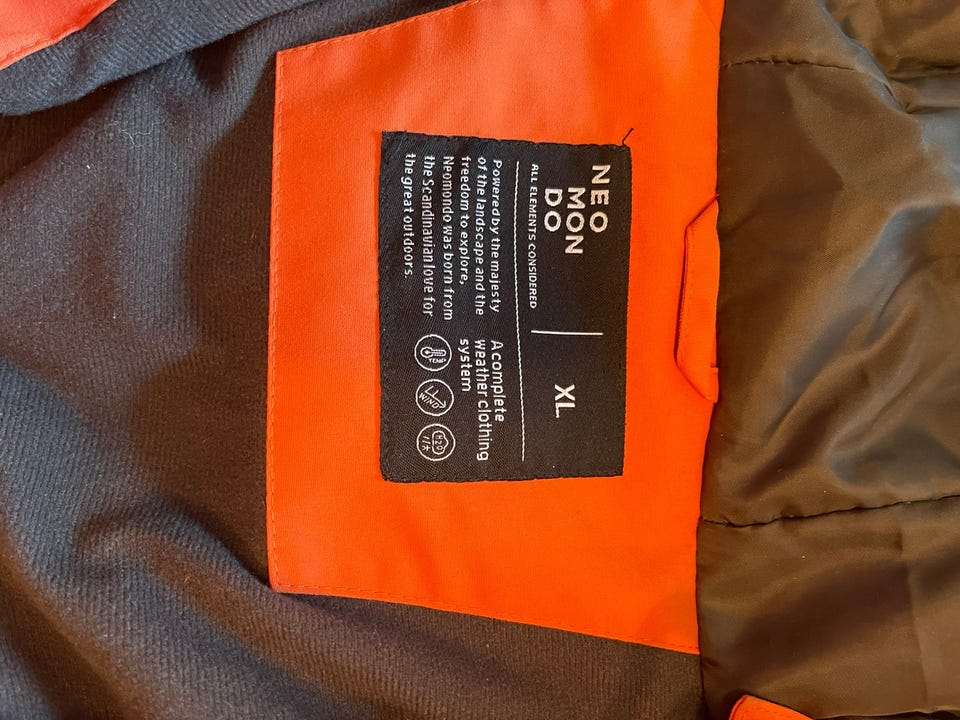 NEO
MON
DO
ALL ELEMENTS CONSIDERED
XL
Powered by the majesty
of the landscape and the
freedom to explore,
Neomondo was born from
the Scandinavian love for
the great outdoors.
A complete
weather clothing
system
TEMP
WIND
H2O